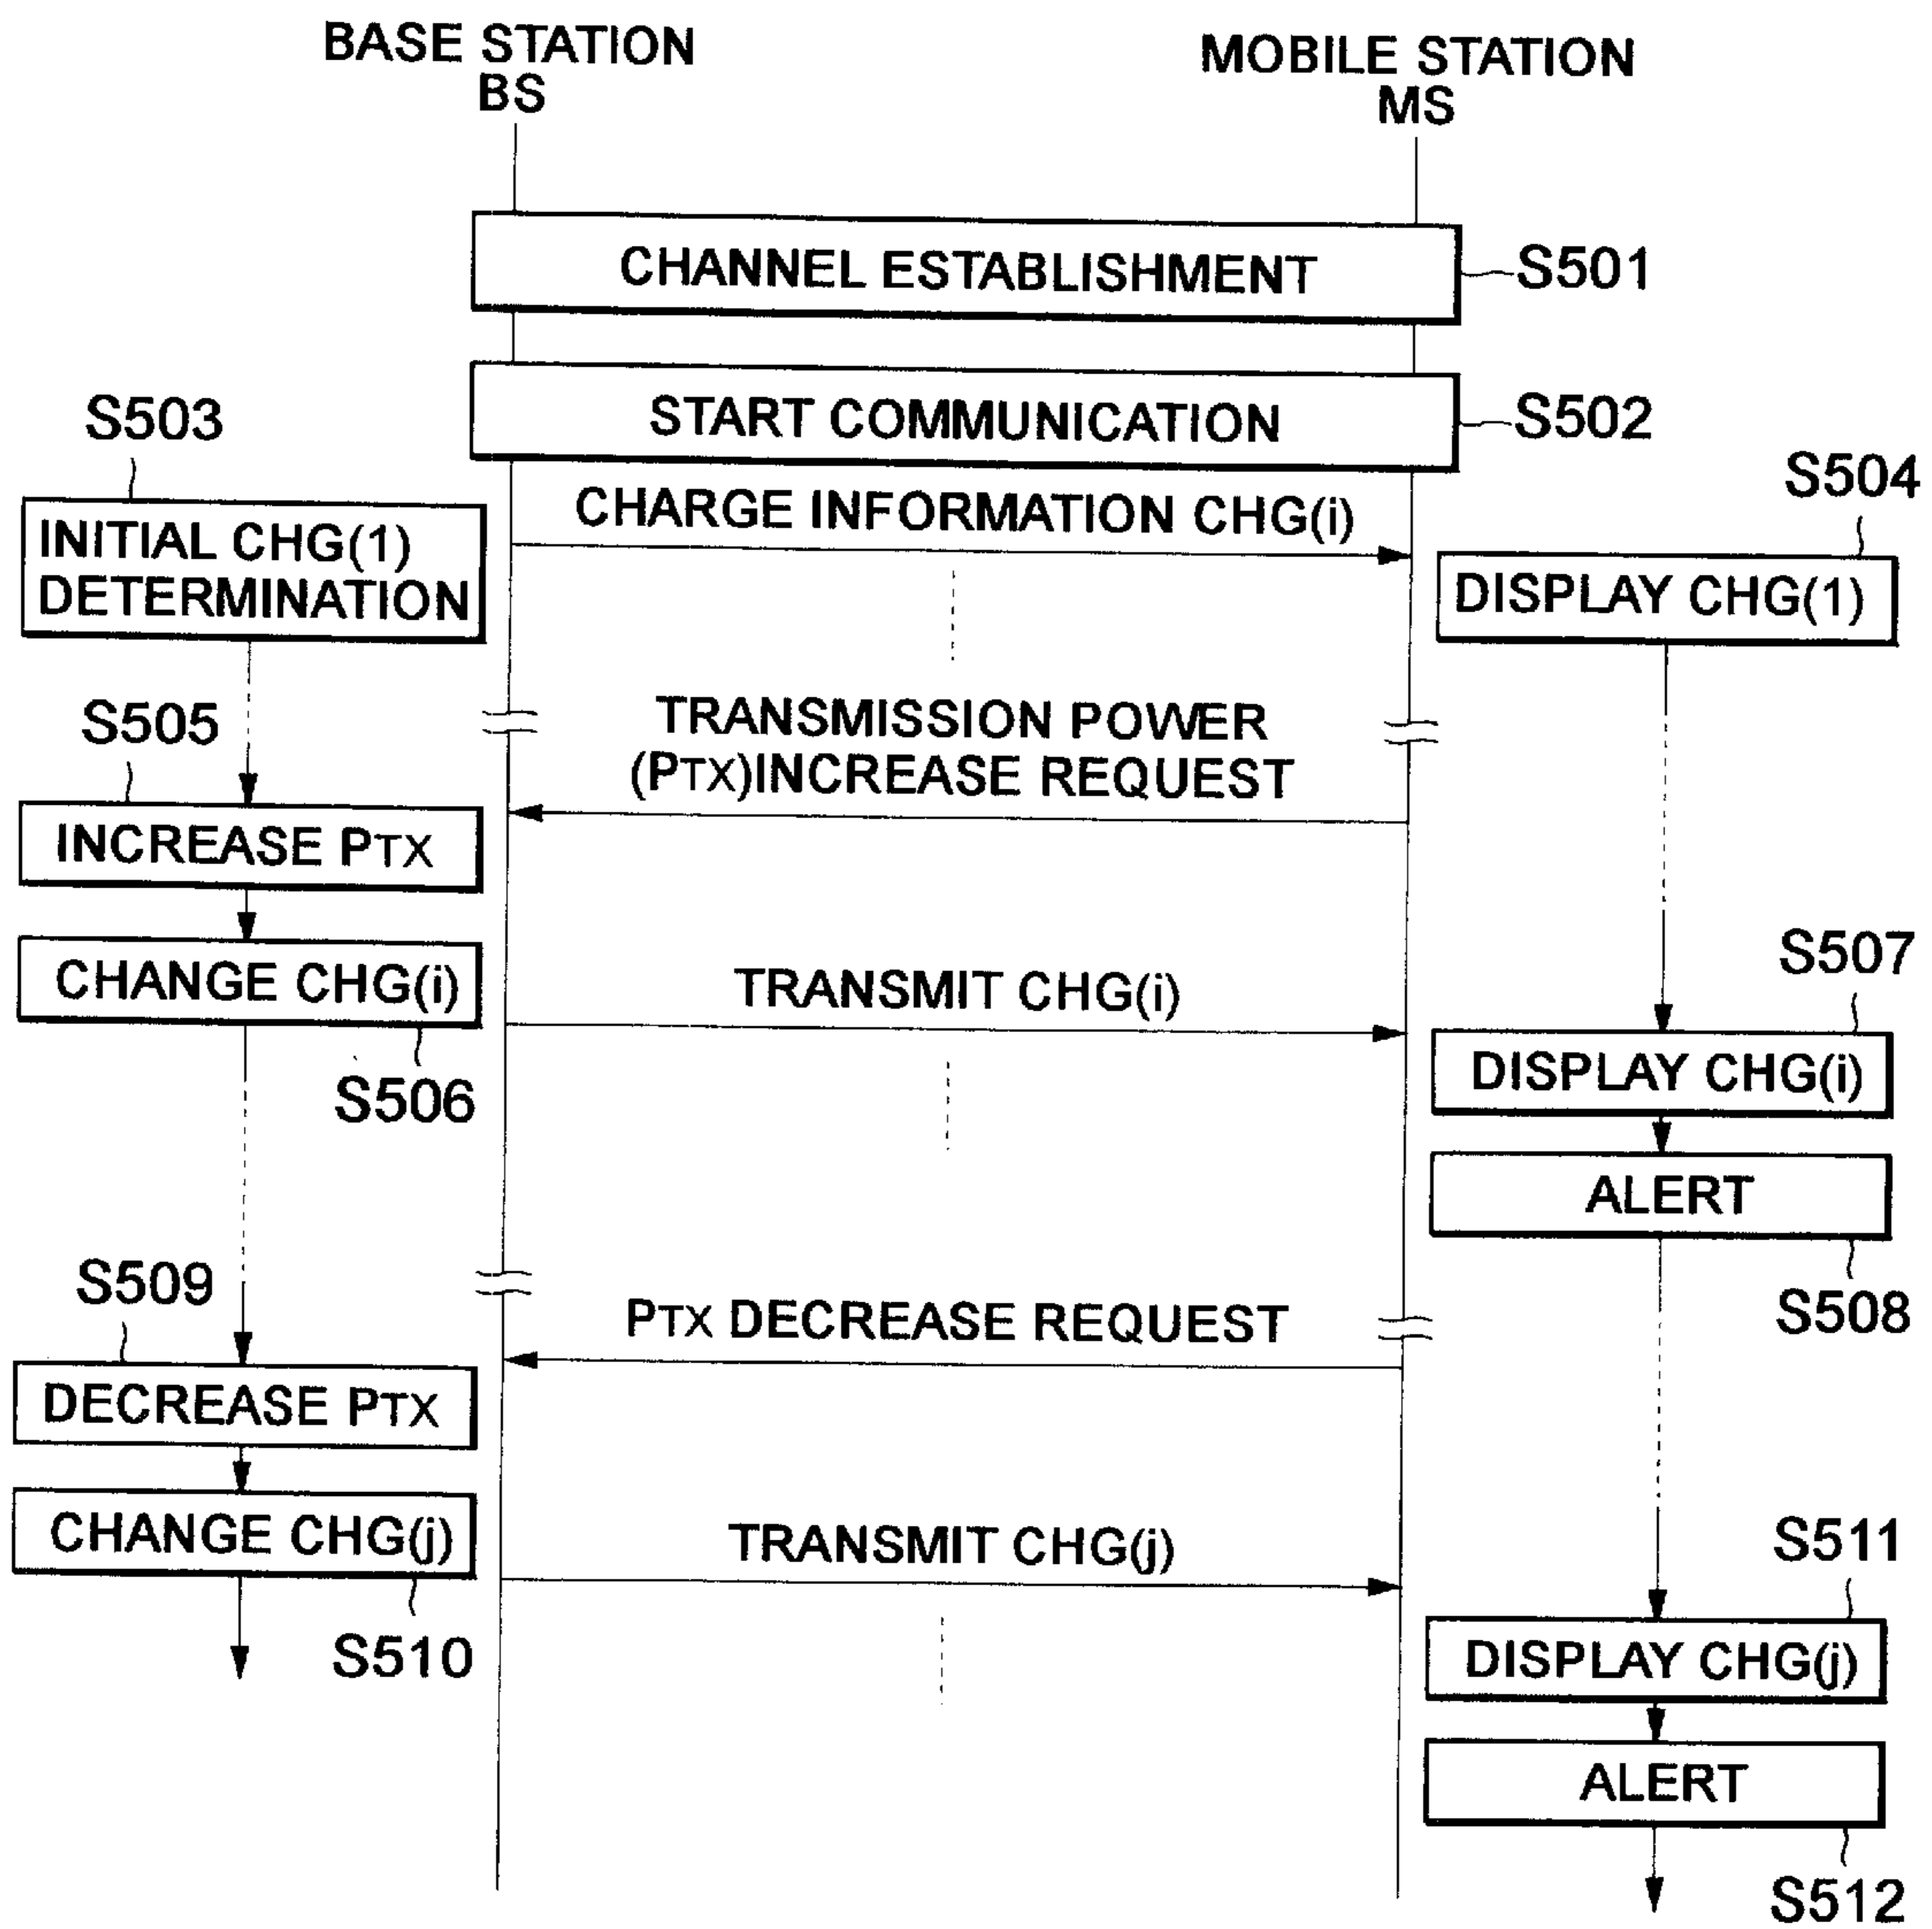 BASE STATION
BS
MOBILE STATION
MS
CHANNEL ESTABLISHMENT
S501
START COMMUNICATION
S502
S503
INITIAL CHG(1)
DETERMINATION
CHARGE INFORMATION CHG(i)
S504
DISPLAY CHG(1)
TRANSMISSION POWER
(PTX)INCREASE REQUEST
S505
INCREASE PTX
CHANGE CHG(i)
S506
TRANSMIT CHG(i)
S507
DISPLAY CHG(i)
ALERT
S508
PTX DECREASE REQUEST
S509
DECREASE PTX
CHANGE CHG(j)
S510
TRANSMIT CHG(j)
S511
DISPLAY CHG(j)
ALERT
S512